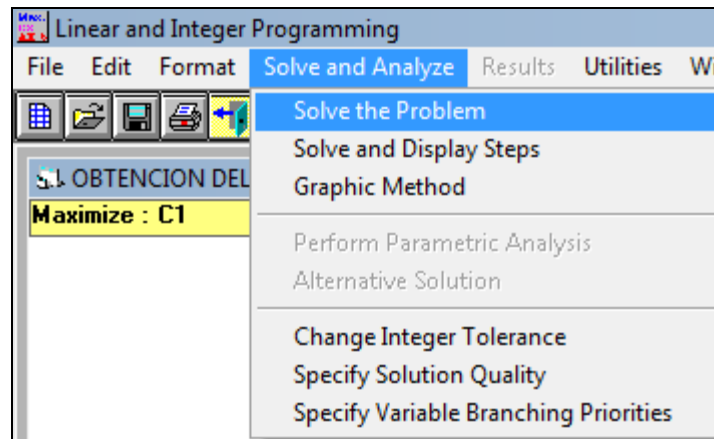 Linear and Integer Programming
File Edit Format Solve and Analyze Results Utilities
Solve the Problem
Solve and Display Steps
OBTENCION DEL
Graphic Method
Maximize : C1
Perform Parametric Analysis
Alternative Solution
Change Integer Tolerance
Specify Solution Quality
Specify Variable Branching Priorities